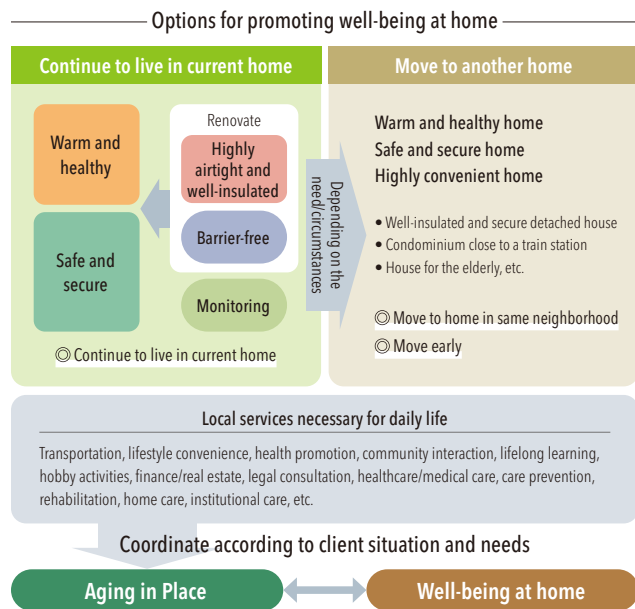 Options for promoting well-being at home
Continue to live in current home
Warm and
healthy
Safe and
secure
Renovate
Highly
airtight and
well-insulated
Barrier-free
Monitoring
◎ Continue to live in current home
Depending on the
need/circumstances
Move to another home
Warm and healthy home
Safe and secure home
Highly convenient home
• Well-insulated and secure detached house
• Condominium close to a train station
• House for the elderly, etc.
◎ Move to home in same neighborhood
◎ Move early
Local services necessary for daily life
Transportation, lifestyle convenience, health promotion, community interaction, lifelong learning,
hobby activities, finance/real estate, legal consultation, healthcare/medical care, care prevention,
rehabilitation, home care, institutional care, etc.
Coordinate according to client situation and needs
Aging in Place
Well-being at home